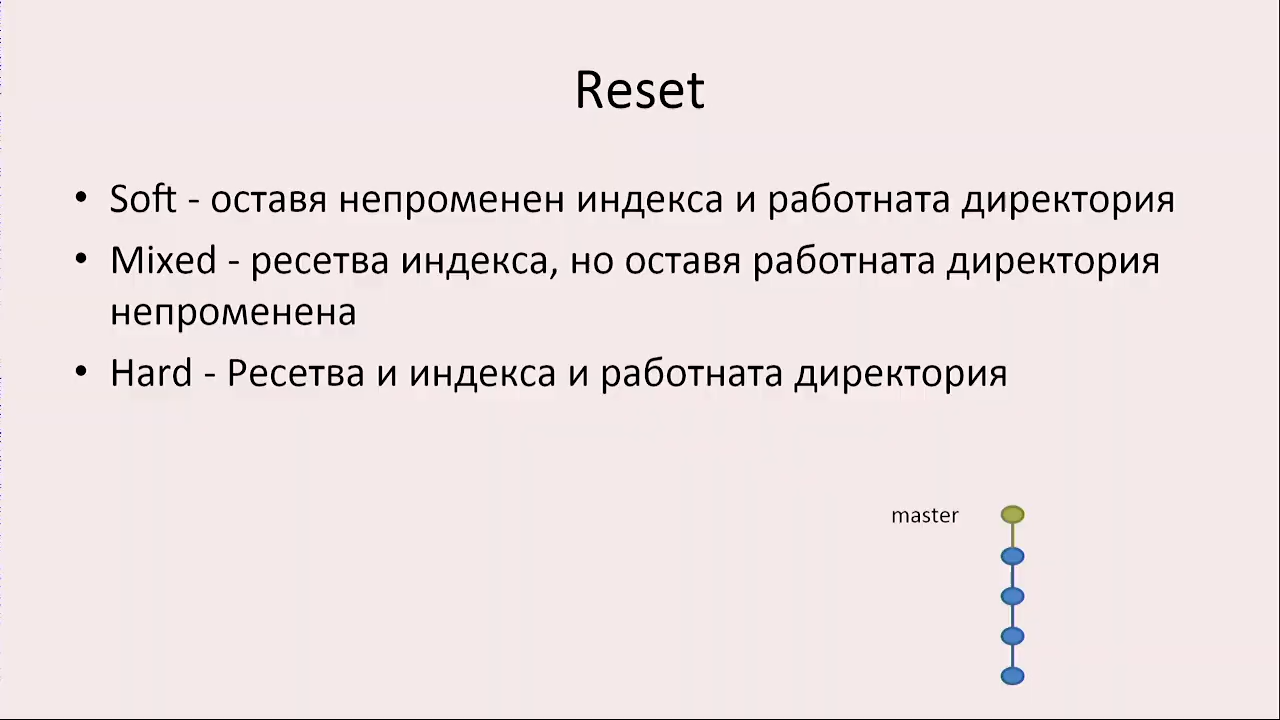 Reset
• Soft - оставя непроменен индекса и работната директория
• Mixed - ресетва индекса, но оставя работната директория
непроменена
• Hard - Ресетва и индекса и работната директория
master